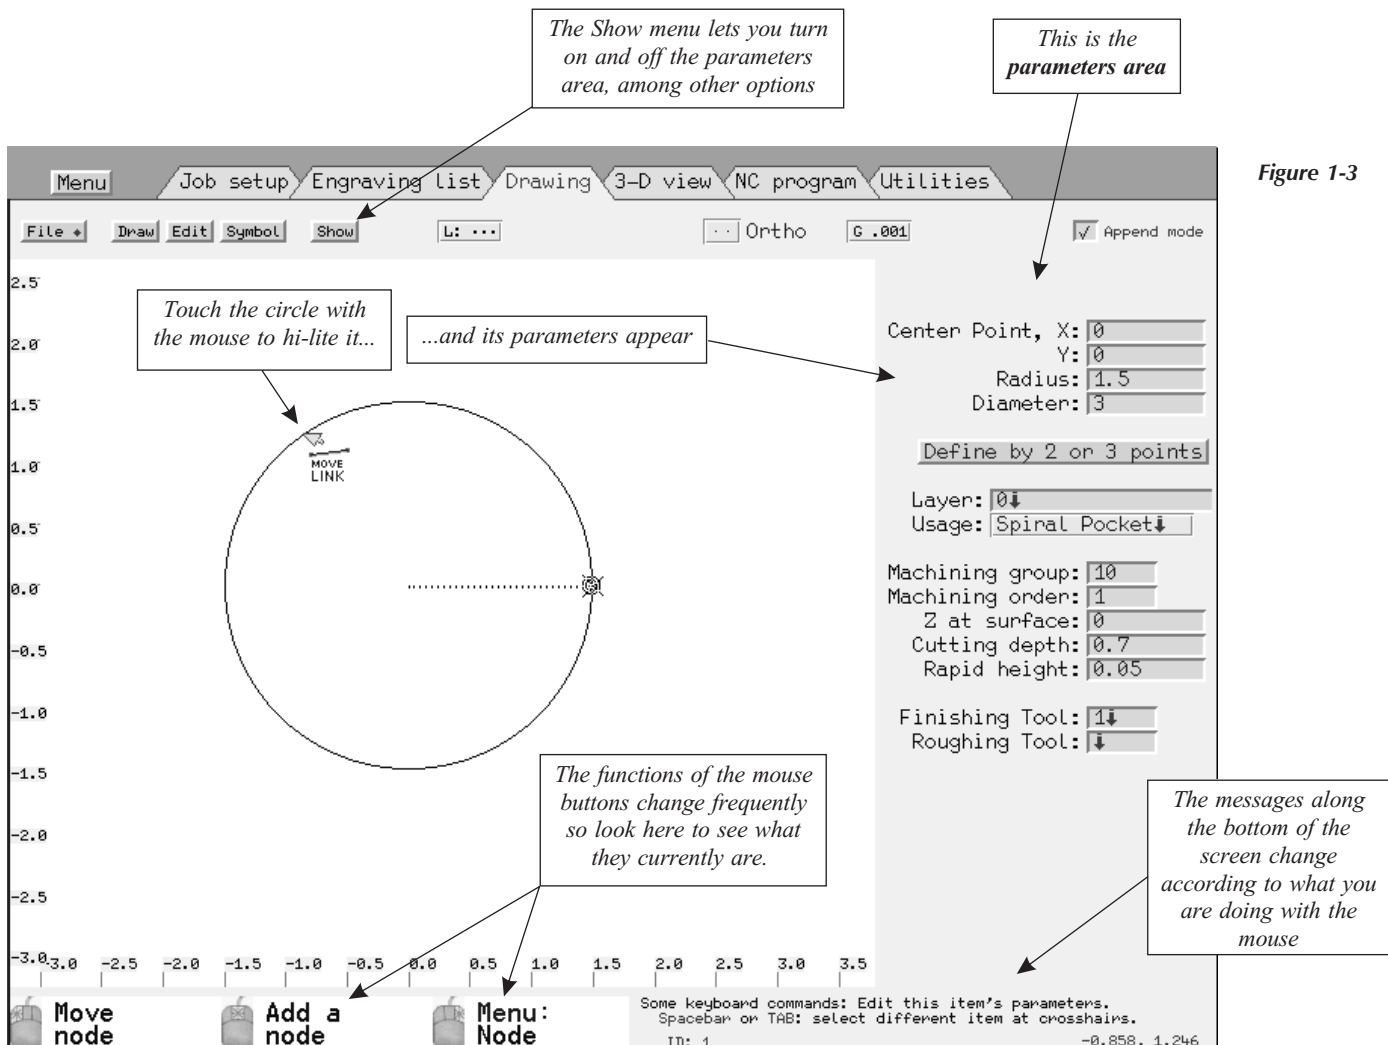 The Show menu lets you turn
on and off the parameters
area, among other options
This is the
parameters area
Figure 1-3
Menu
Job setup
Engraving list
Drawing
3-D view
NC program
Utilities
File
Draw
Edit
Symbol
Show
L: ...
Ortho
G .001
Append mode
Touch the circle with
the mouse to hi-lite it...
...and its parameters appear
MOVE
LINK
Center Point, X: 0
Y: 0
Radius: 1.5
Diameter: 3
Define by 2 or 3 points
Layer: 0
Usage: Spiral Pocket
Machining group: 10
Machining order: 1
Z at surface: 0
Cutting depth: 0.7
Rapid height: 0.05
Finishing Tool: 1
Roughing Tool:
2.5
2.0
1.5
1.0
0.5
0.0
-0.5
-1.0
-1.5
-2.0
-2.5
-3.0
-3.0 -2.5 -2.0 -1.5 -1.0 -0.5 0.0 0.5 1.0 1.5 2.0 2.5 3.0 3.5
The functions of the mouse
buttons change frequently
so look here to see what
they currently are.
The messages along
the bottom of the
screen change
according to what you
are doing with the
mouse
Move
node
Add a
node
Menu:
Node
Some keyboard commands: Edit this item's parameters.
Spacebar or TAB: select different item at crosshairs.
ID: 1
-0.858, 1.246